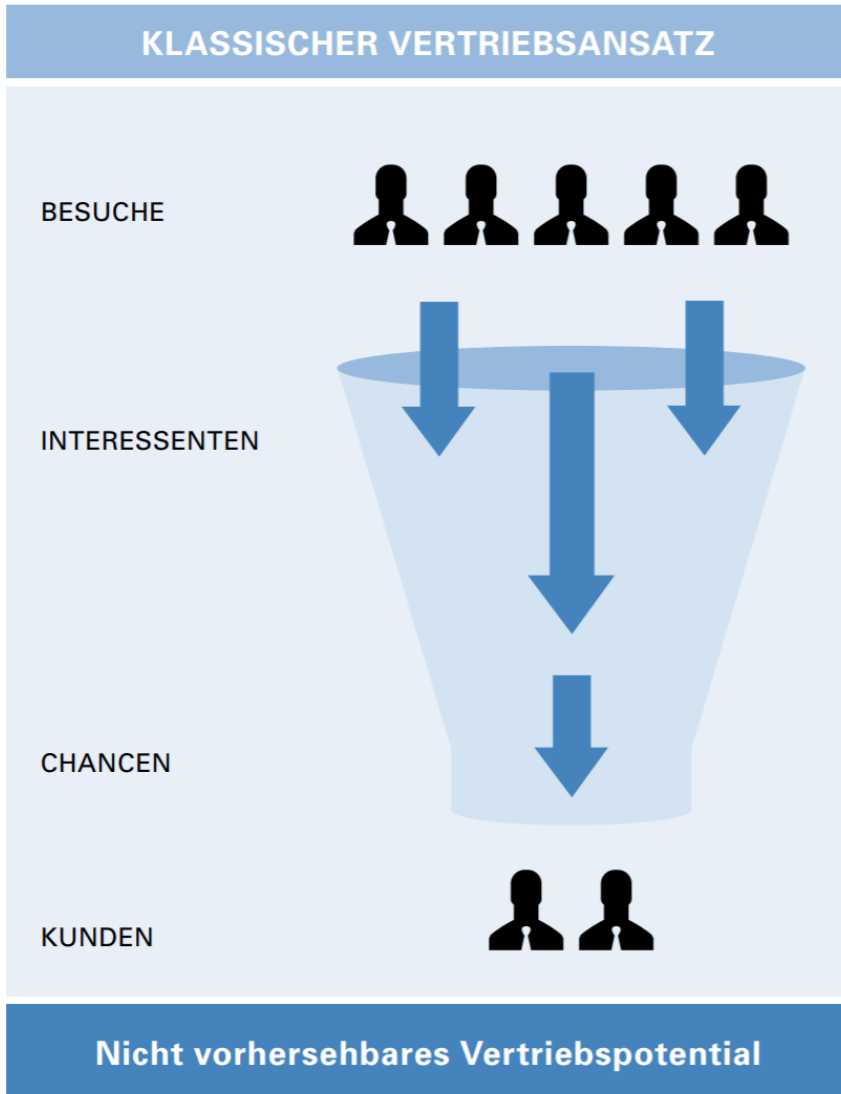 KLASSISCHER VERTRIEBSANSATZ
BESUCHE
INTERESSENTEN
CHANCEN
KUNDEN
Nicht vorhersehbares Vertriebspotential